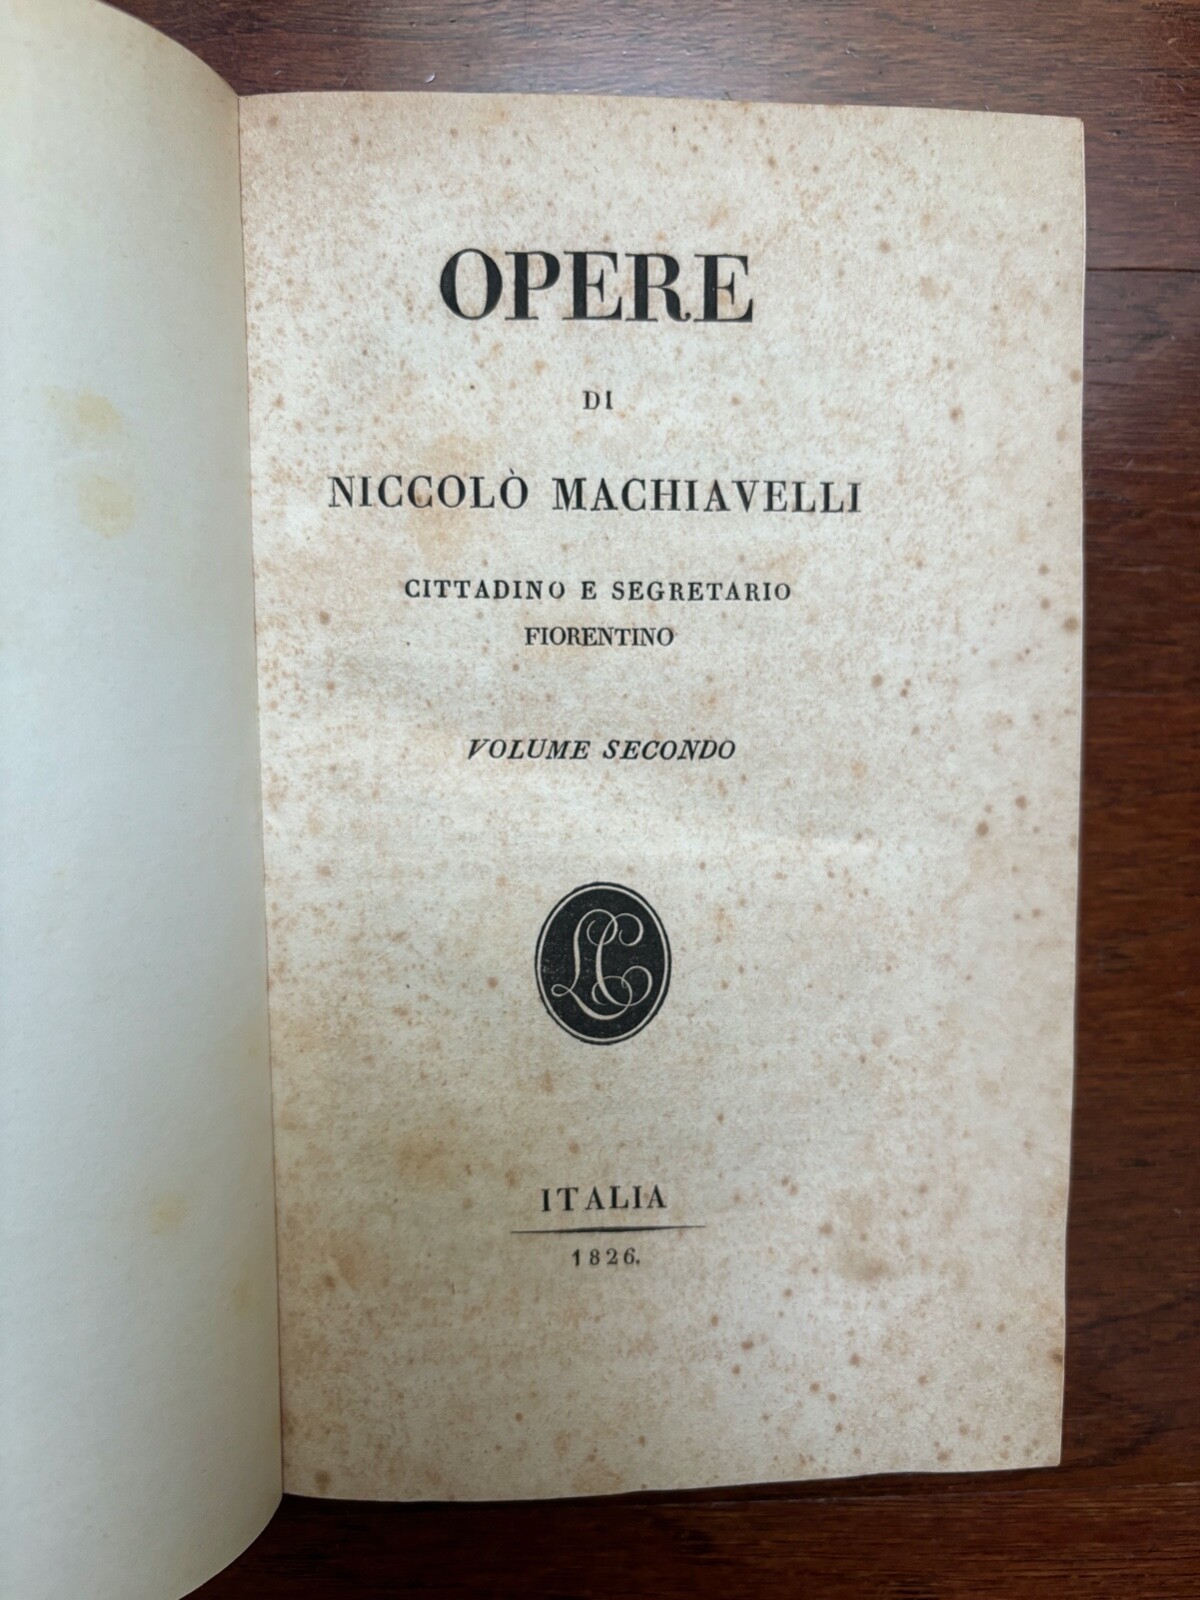 OPERE
DI
NICCOLÒ MACHIAVELLI
CITTADINO E SEGRETARIO
FIORENTINO
VOLUME SECONDO
LC
ITALIA
1826.